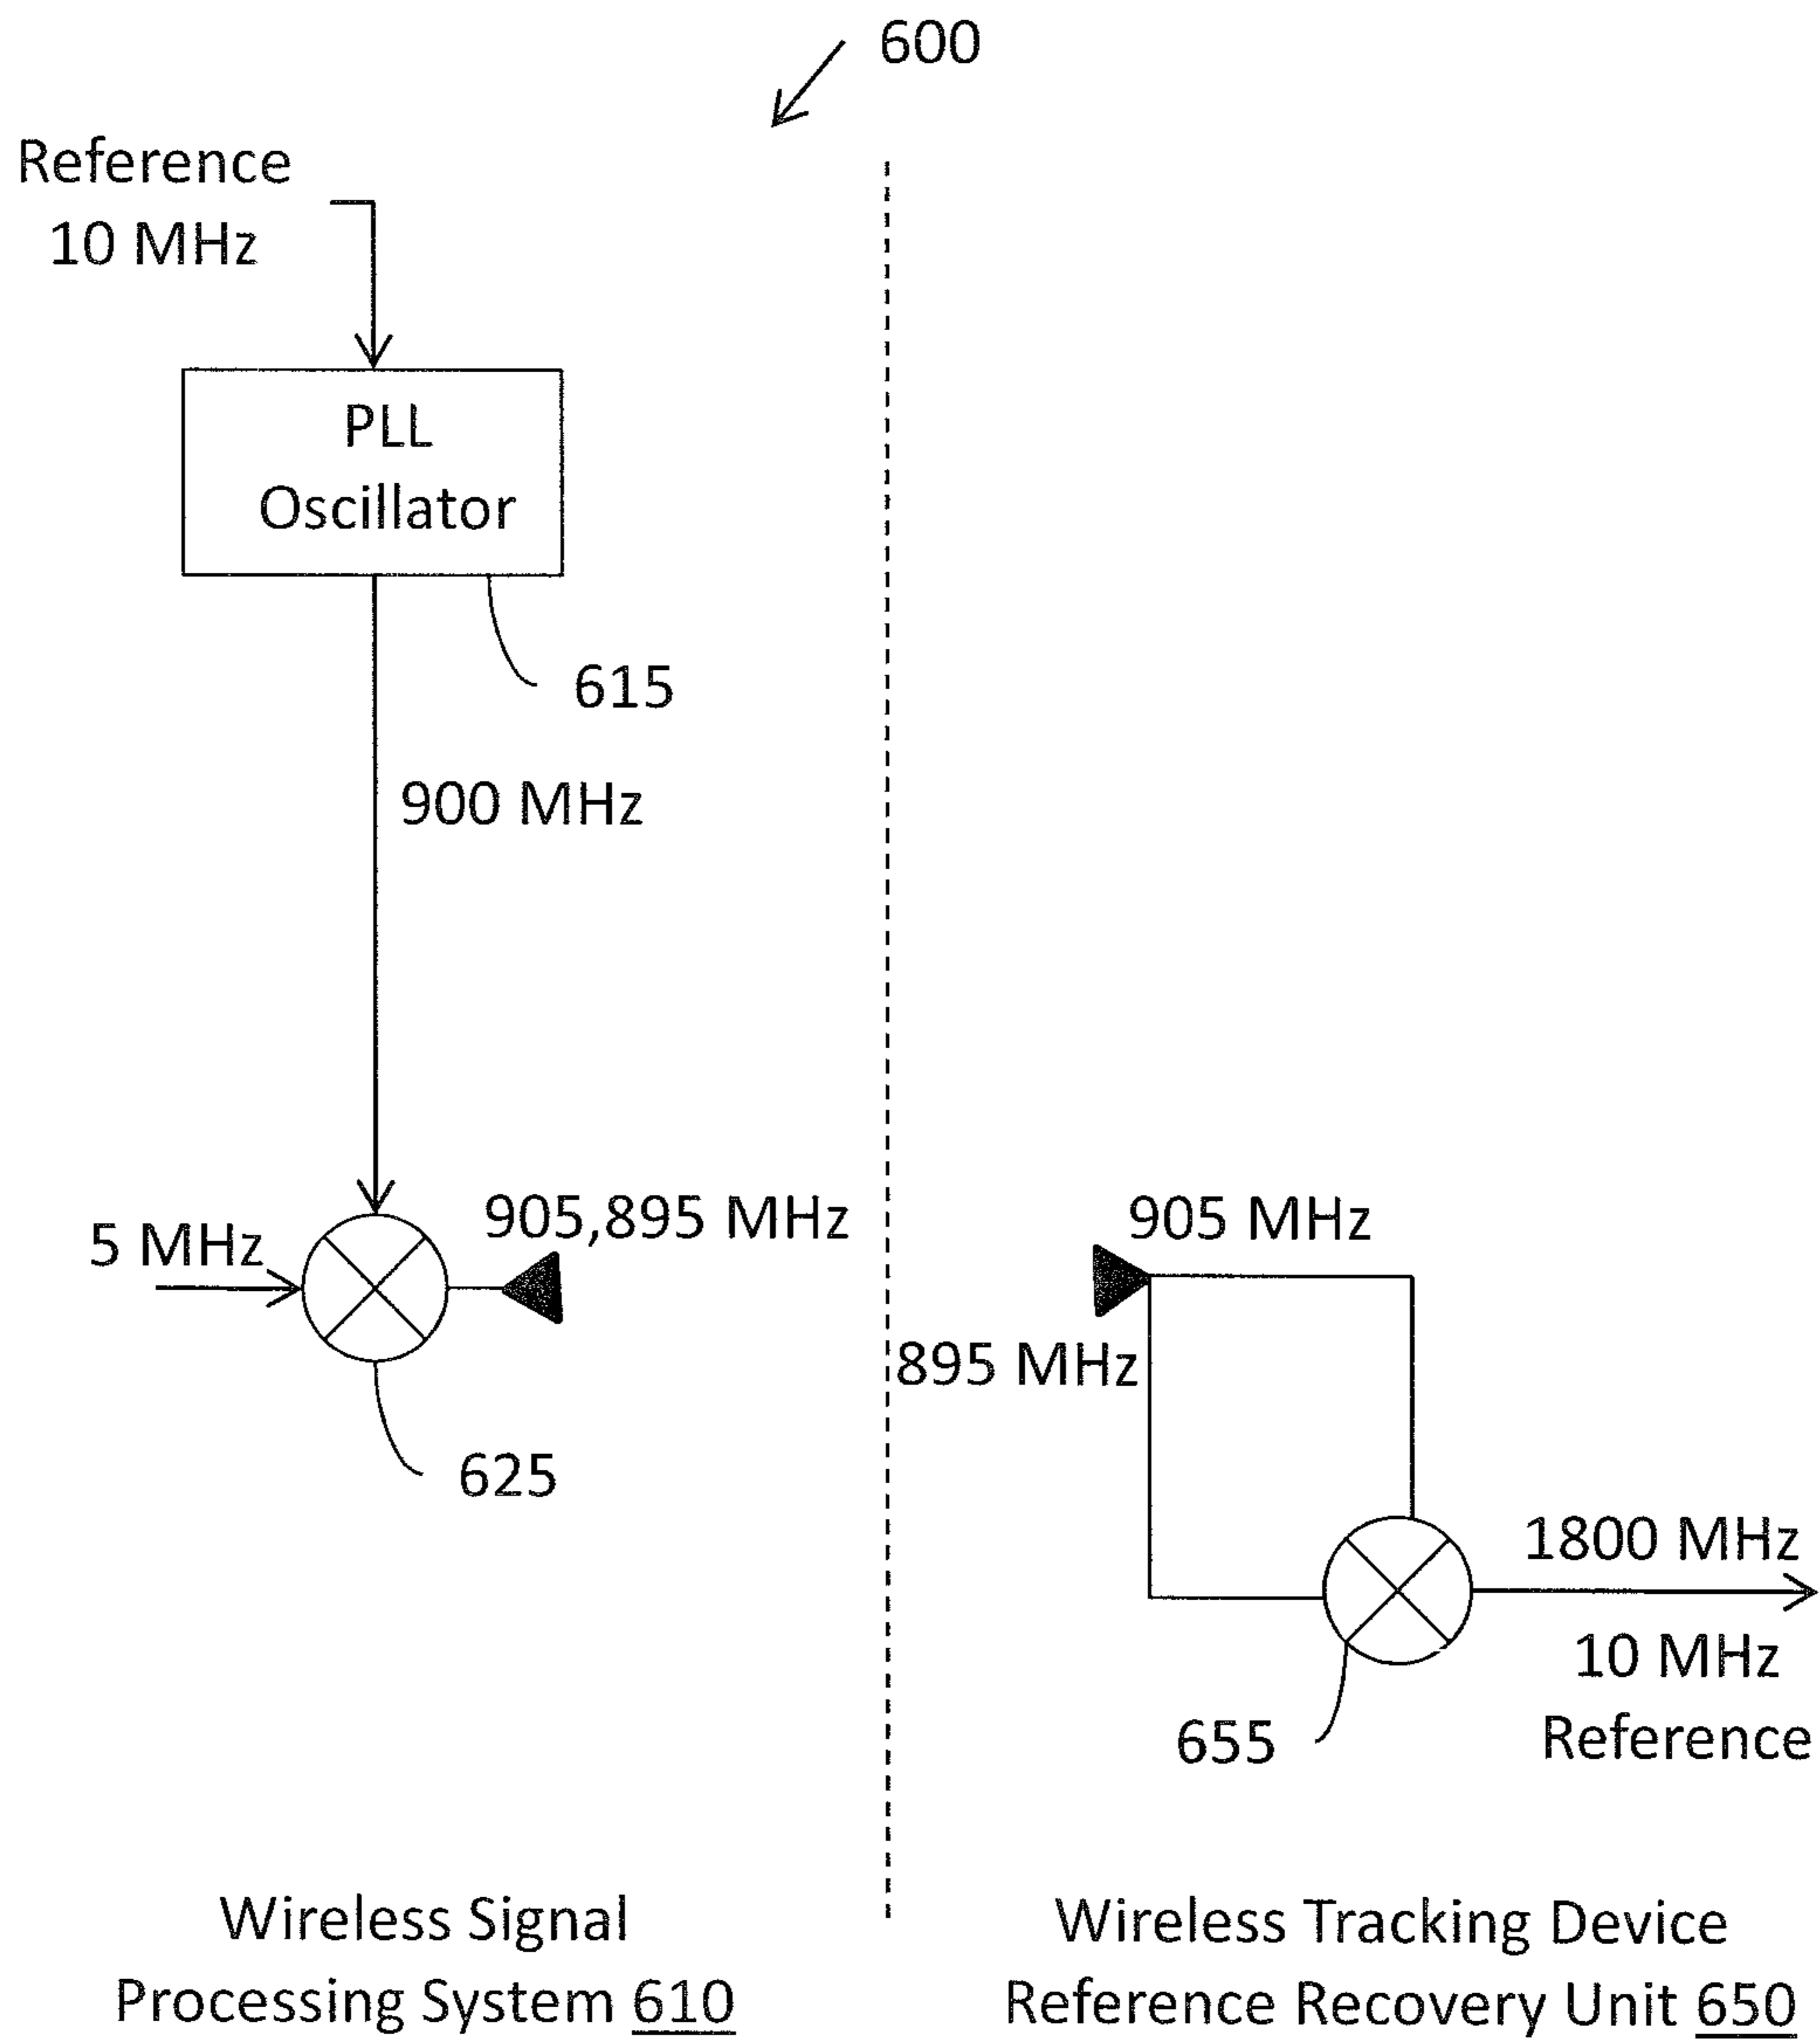 600
Reference
10 MHz
PLL
Oscillator
615
900 MHz
5 MHz
905,895 MHz
625
905 MHz
895 MHz
1800 MHz
10 MHz
Reference
655
Wireless Signal
Processing System 610
Wireless Tracking Device
Reference Recovery Unit 650